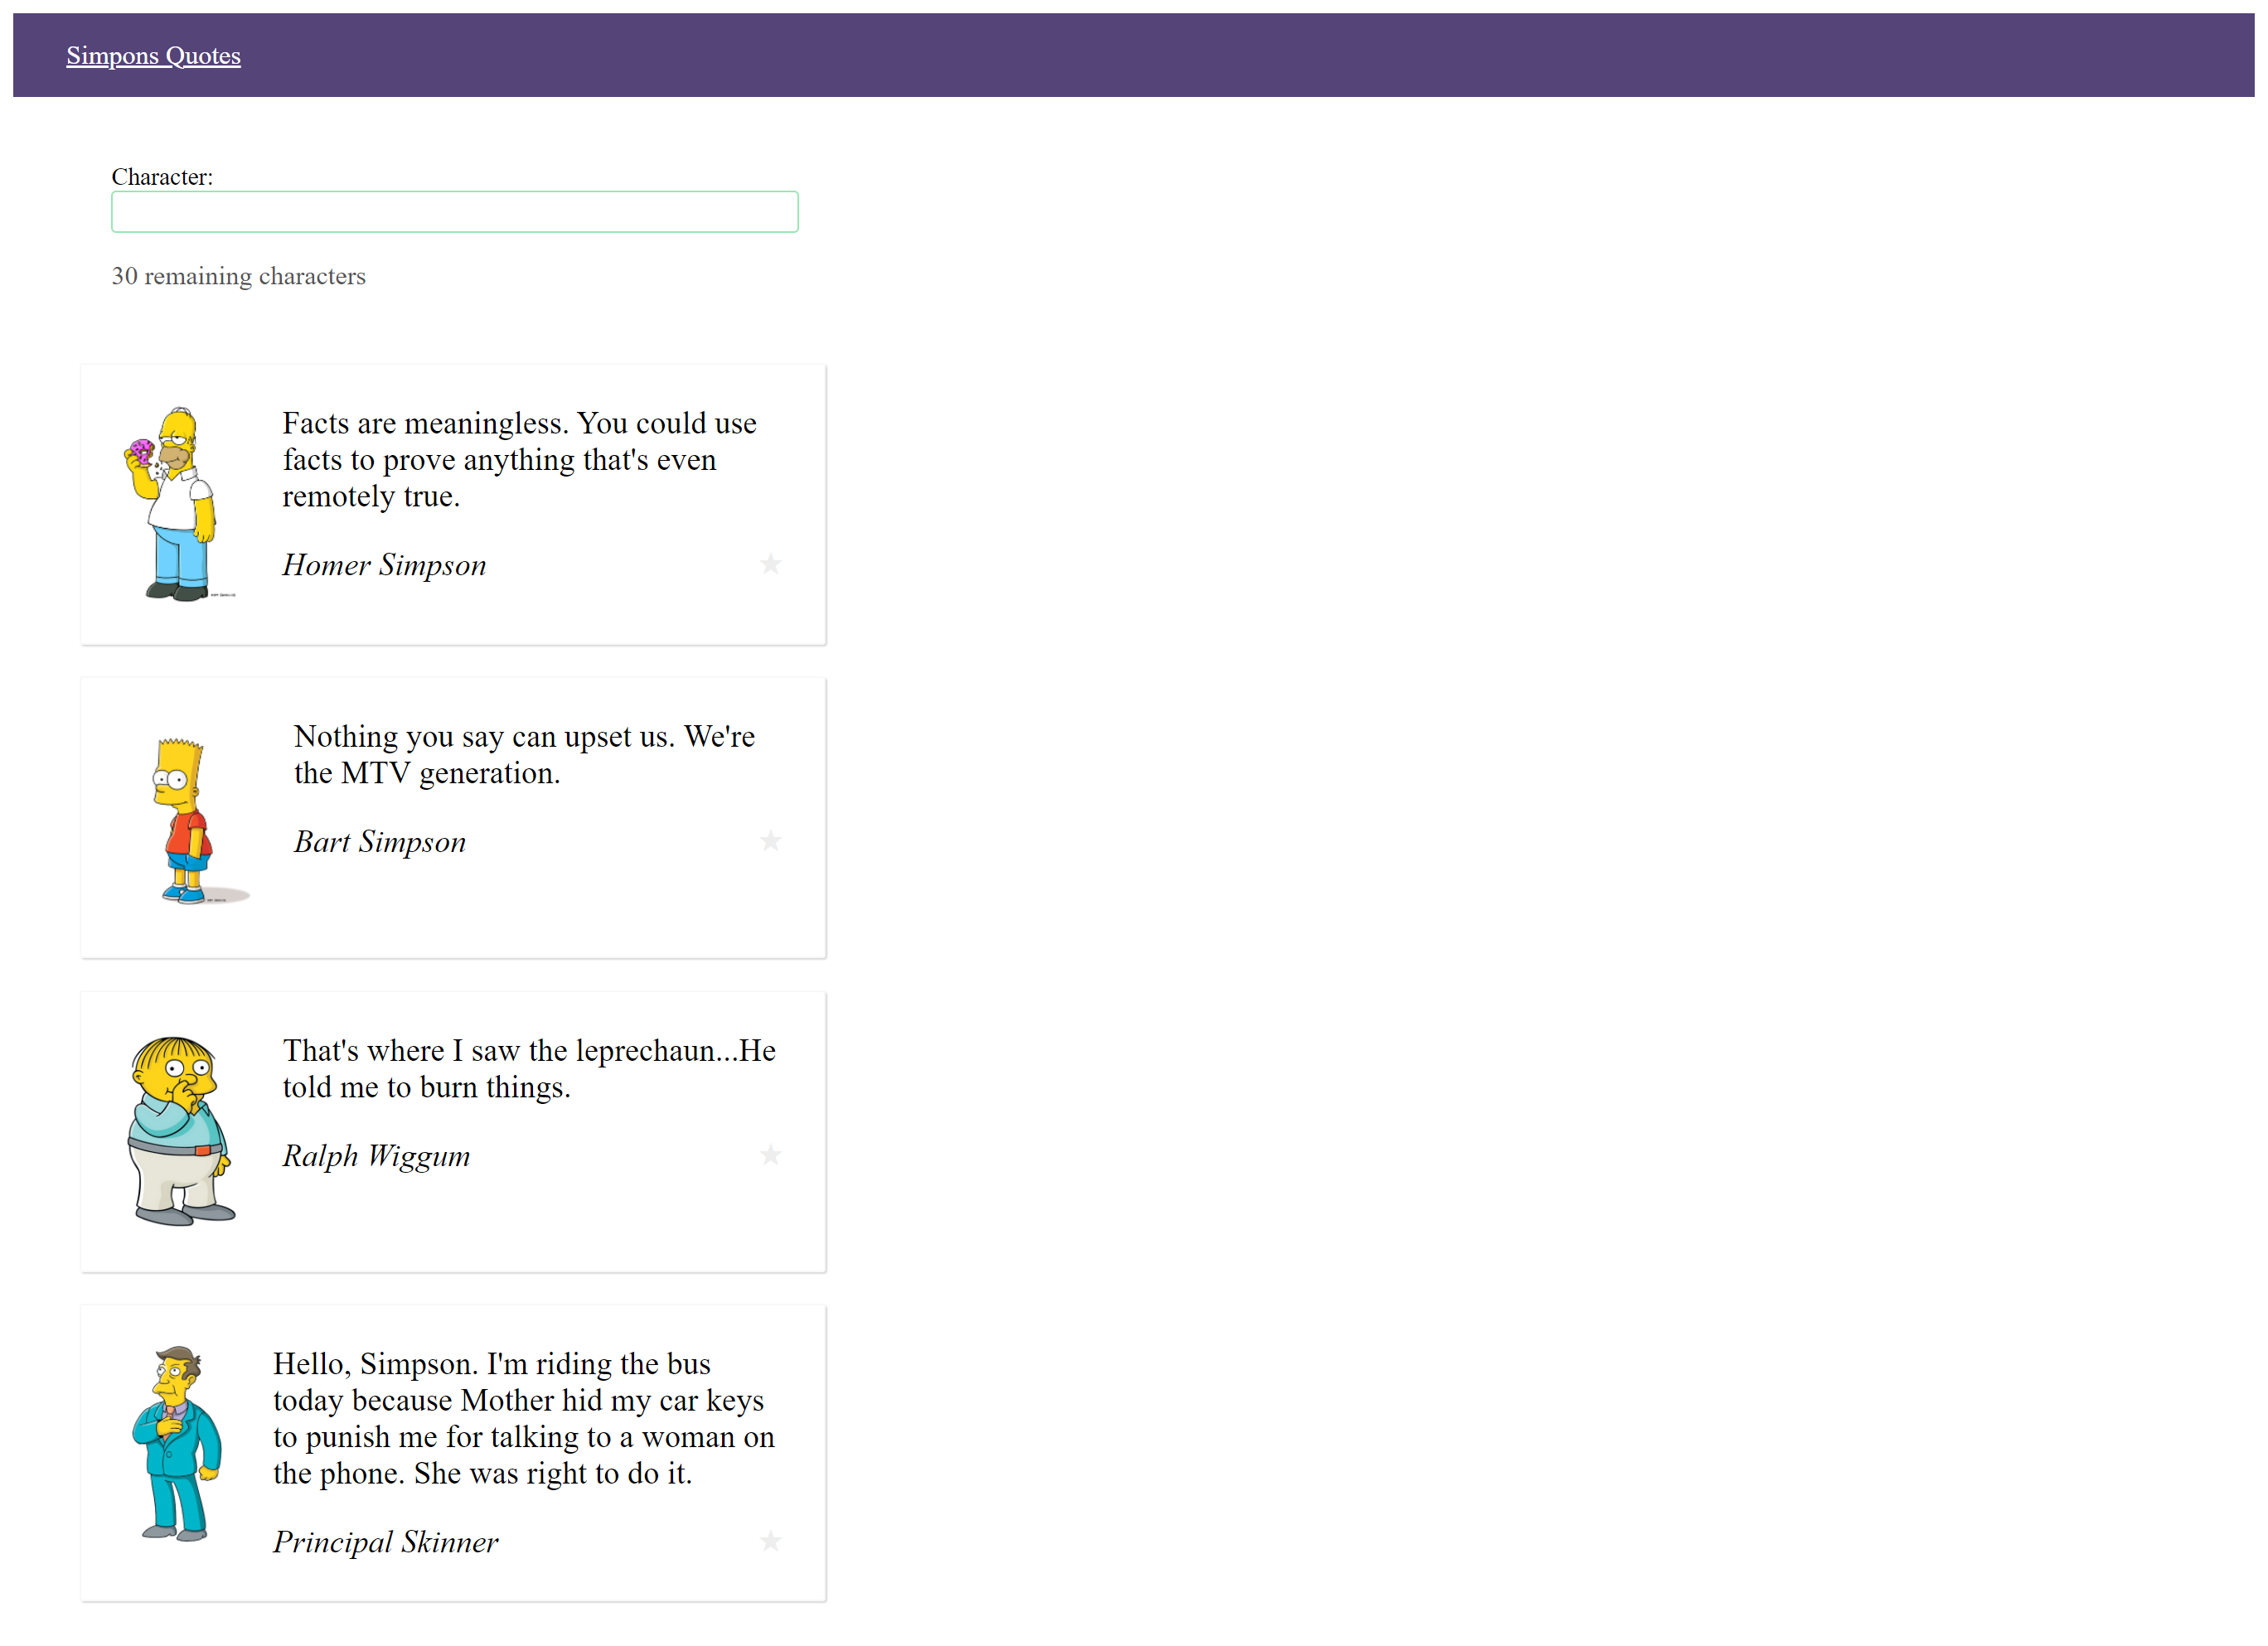 Simpons Quotes
Character:
30 remaining characters
Facts are meaningless. You could use
facts to prove anything that's even
remotely true.
Homer Simpson
Nothing you say can upset us. We're
the MTV generation.
Bart Simpson
That's where I saw the leprechaun...He
told me to burn things.
Ralph Wiggum
Hello, Simpson. I'm riding the bus
today because Mother hid my car keys
to punish me for talking to a woman on
the phone. She was right to do it.
Principal Skinner